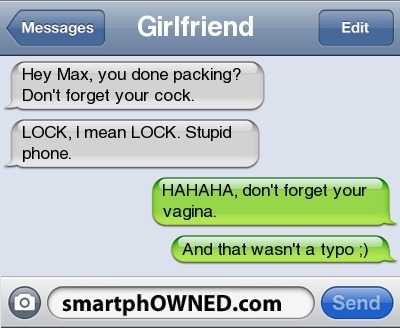 Messages
Girlfriend
Edit
Hey Max, you done packing?
Don't forget your cock.
LOCK, I mean LOCK. Stupid
phone.
HAHAHA, don't forget your
vagina.
And that wasn't a typo ;)
smartphOWNED.com
Send